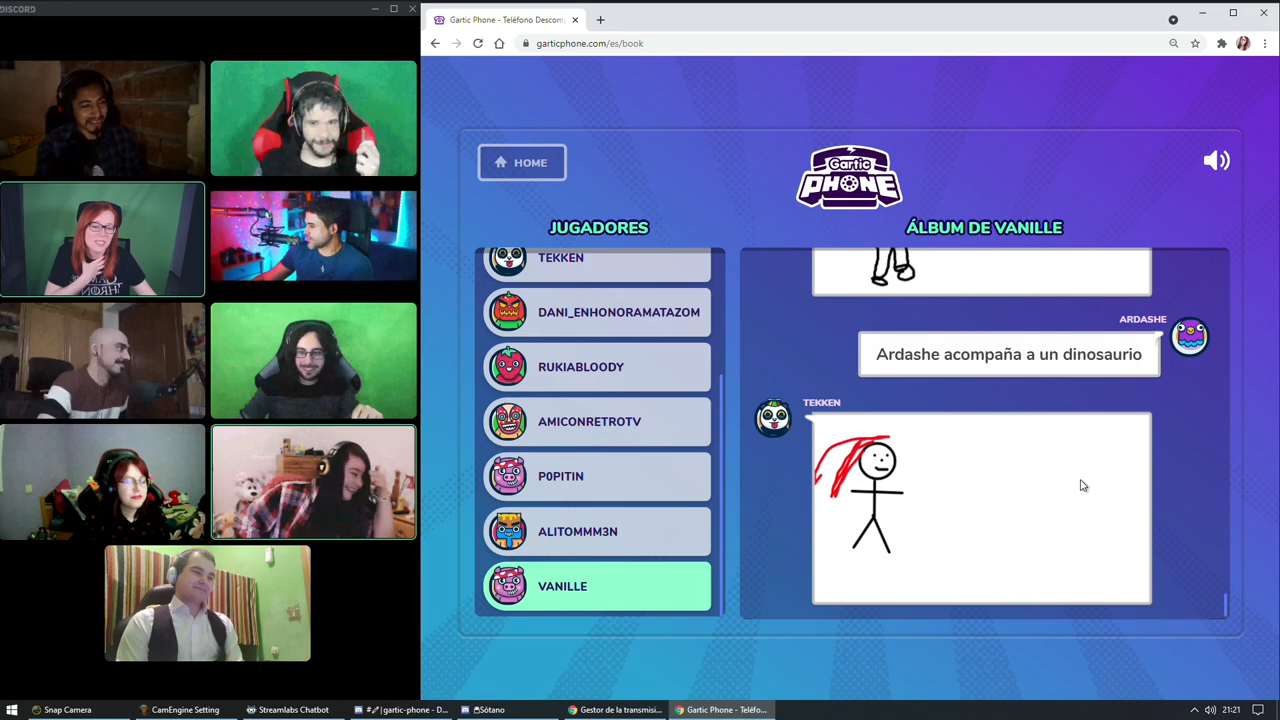 DISCORD
Gartic Phone - Teléfono Descom
garticphone.com/es/book
HOME
Gartic
PHONE
JUGADORES
ÁLBUM DE VANILLE
TEKKEN
DANI_ENHONORAMATAZOM
RUKIABLOODY
AMICONRETROTV
P0PITIN
ALITOMMM3N
VANILLE
ARDASHE
Ardashe acompaña a un dinosaurio
TEKKEN
Snap Camera
CamEngine Setting
Streamlabs Chatbot
gartic-phone - D...
Sótano
Gestor de la transmisi...
Gartic Phone - Teléfo...
21:21